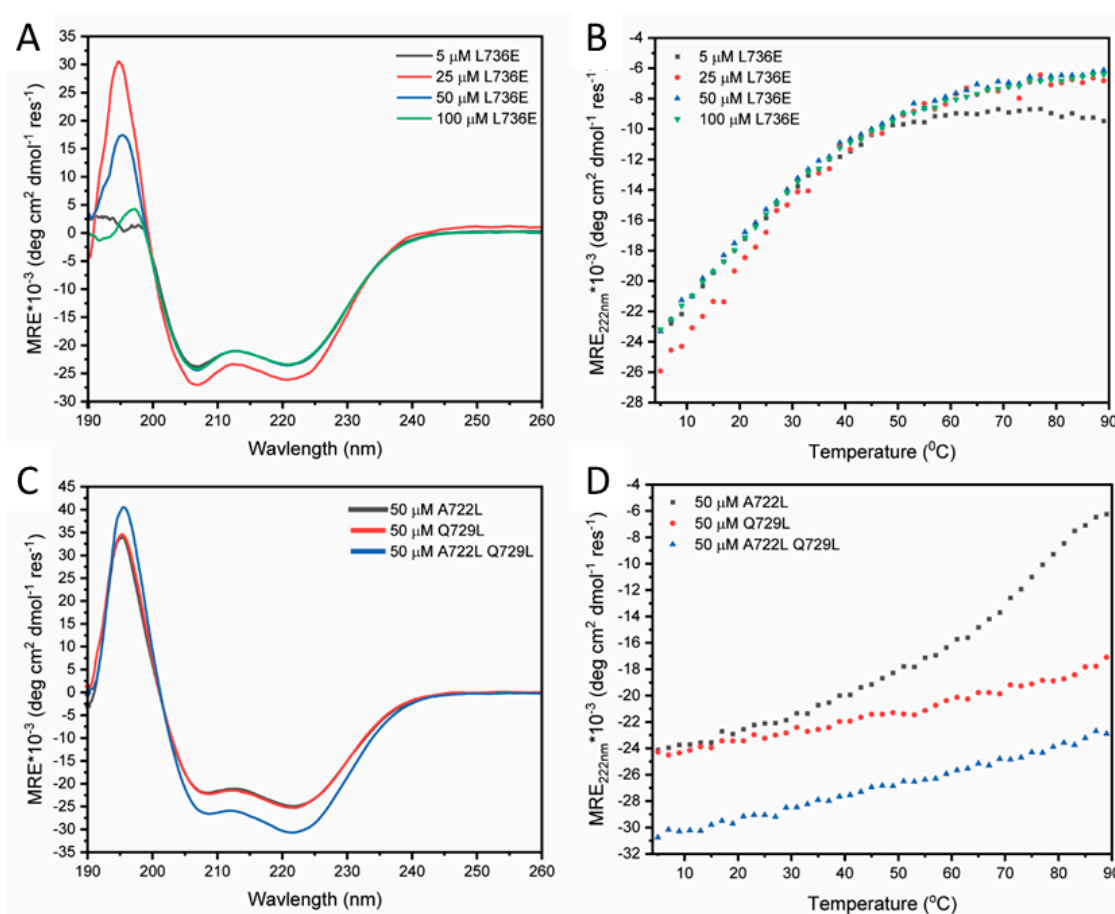 A
35
30
25
20
15
10
5
0
-5
-10
-15
-20
-25
-30
MRE*10-3 (deg cm2 dmol-1 res-1)
190 200 210 220 230 240 250 260
Wavlength (nm)
5 μM L736E
25 μM L736E
50 μM L736E
100 μM L736E
B
-4
-6
-8
-10
-12
-14
-16
-18
-20
-22
-24
-26
-28
MRE222nm*10-3 (deg cm2 dmol-1 res-1)
10 20 30 40 50 60 70 80 90
Temperature (0C)
5 μM L736E
25 μM L736E
50 μM L736E
100 μM L736E
C
45
40
35
30
25
20
15
10
5
0
-5
-10
-15
-20
-25
-30
-35
MRE*10-3 (deg cm2 dmol-1 res-1)
190 200 210 220 230 240 250 260
Wavelength (nm)
50 μM A722L
50 μM Q729L
50 μM A722L Q729L
D
-4
-6
-8
-10
-12
-14
-16
-18
-20
-22
-24
-26
-28
-30
-32
MRE222nm*10-3 (deg cm2 dmol-1 res-1)
10 20 30 40 50 60 70 80 90
Temperature (0C)
50 μM A722L
50 μM Q729L
50 μM A722L Q729L